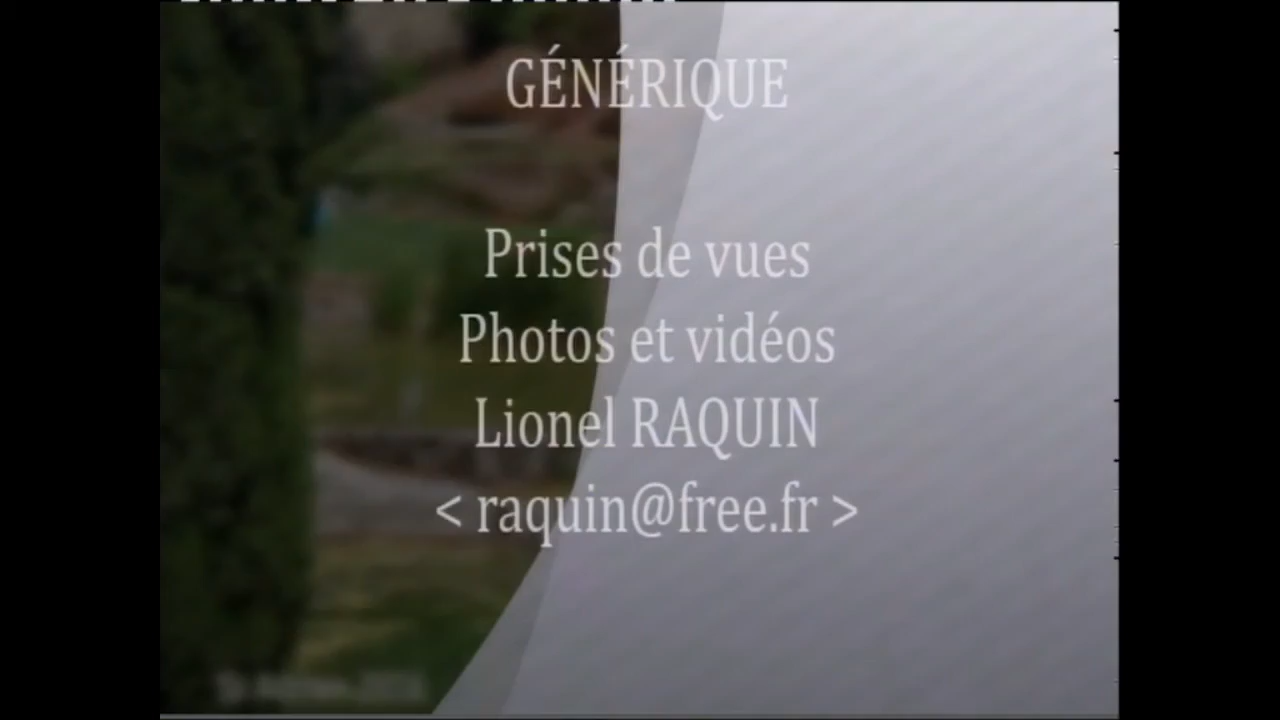 GÉNÉRIQUE
Prises de vues
Photos et vidéos
Lionel RAQUIN
< raquin@free.fr >